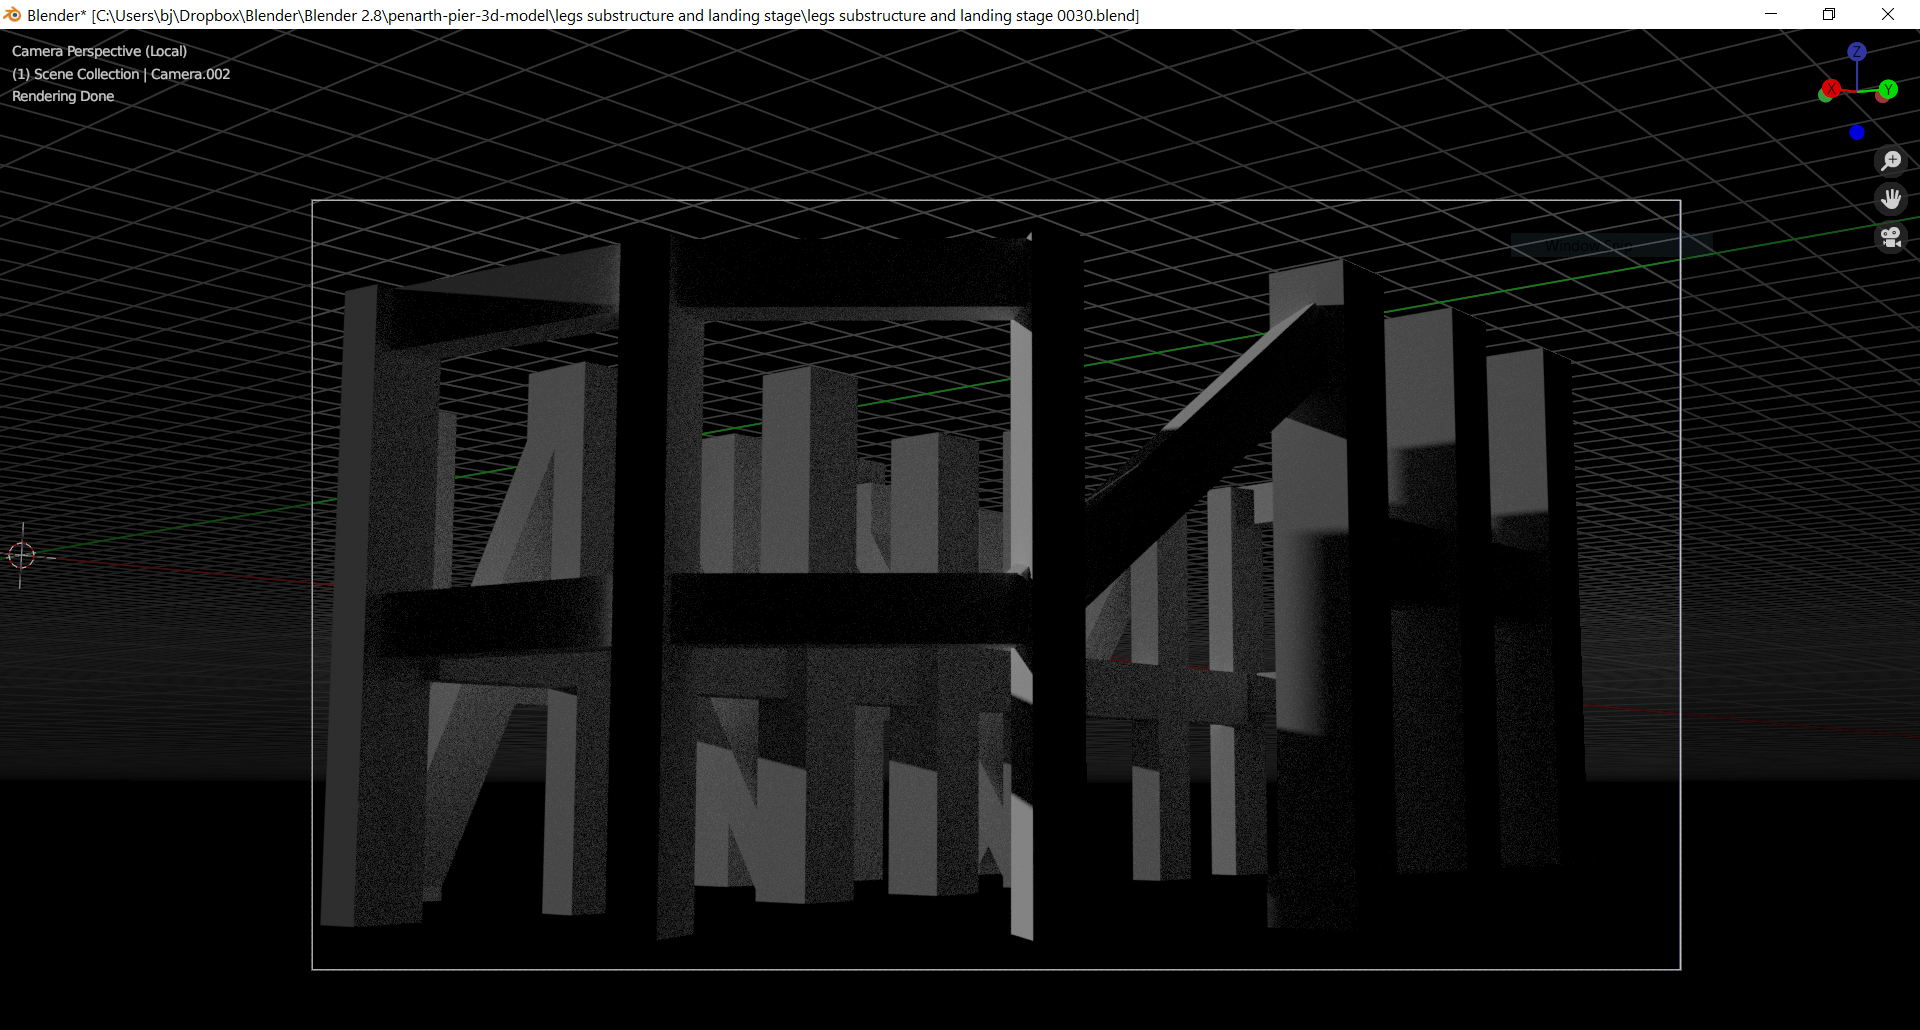 Blender* [C:\Users\bj\Dropbox\Blender\Blender 2.8\penarth-pier-3d-model\legs substructure and landing stage\legs substructure and landing stage 0030.blend]
Camera Perspective (Local)
(1) Scene Collection | Camera.002
Rendering Done
Z
X
Y
Window